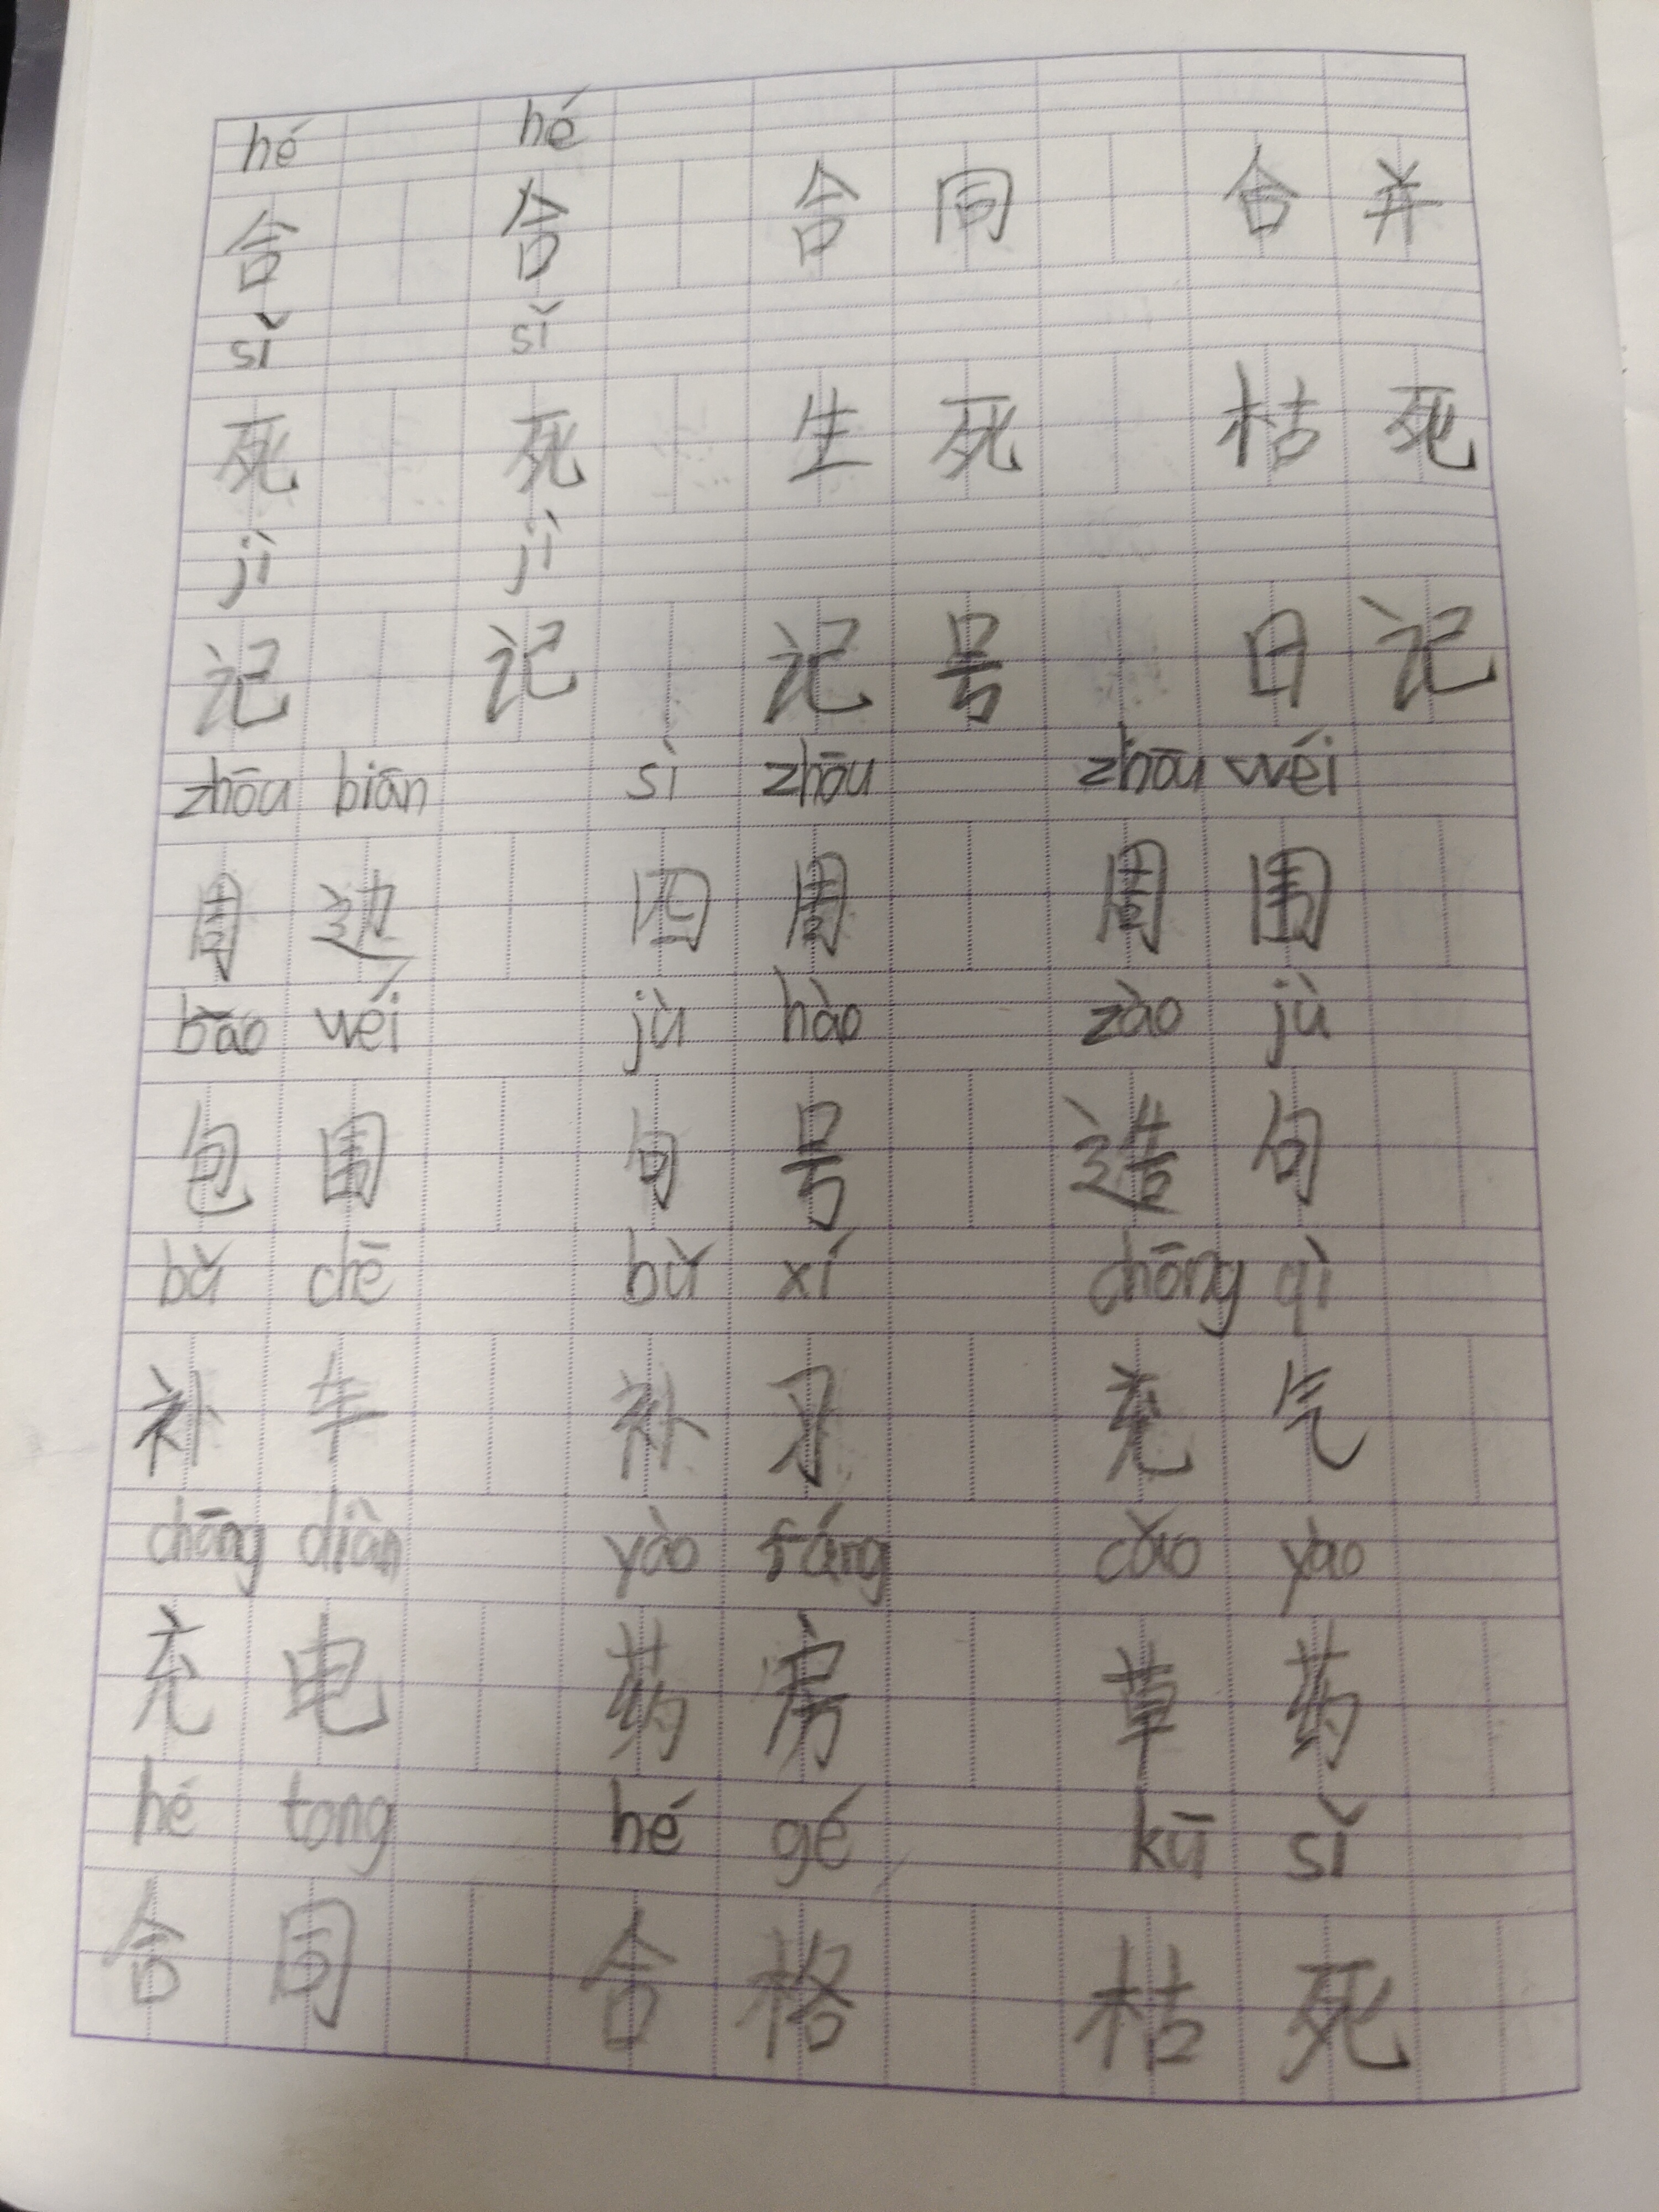 hé hé
合 合 合 同 合 并
sǐ sǐ
死 死 生 死 枯 死
jì jì
记 记 记 号 日 记
zhōu biān sì zhōu zhōu wéi
周 边 四 周 周 围
bāo wéi jù hào zào jù
包 围 句 号 造 句
bǔ chē bǔ xí chōng qì
补 车 补 习 充 气
chōng diàn yào fáng cǎo yào
充 电 药 房 草 药
hé tong hé gé kū sǐ
合 同 合 格 枯 死